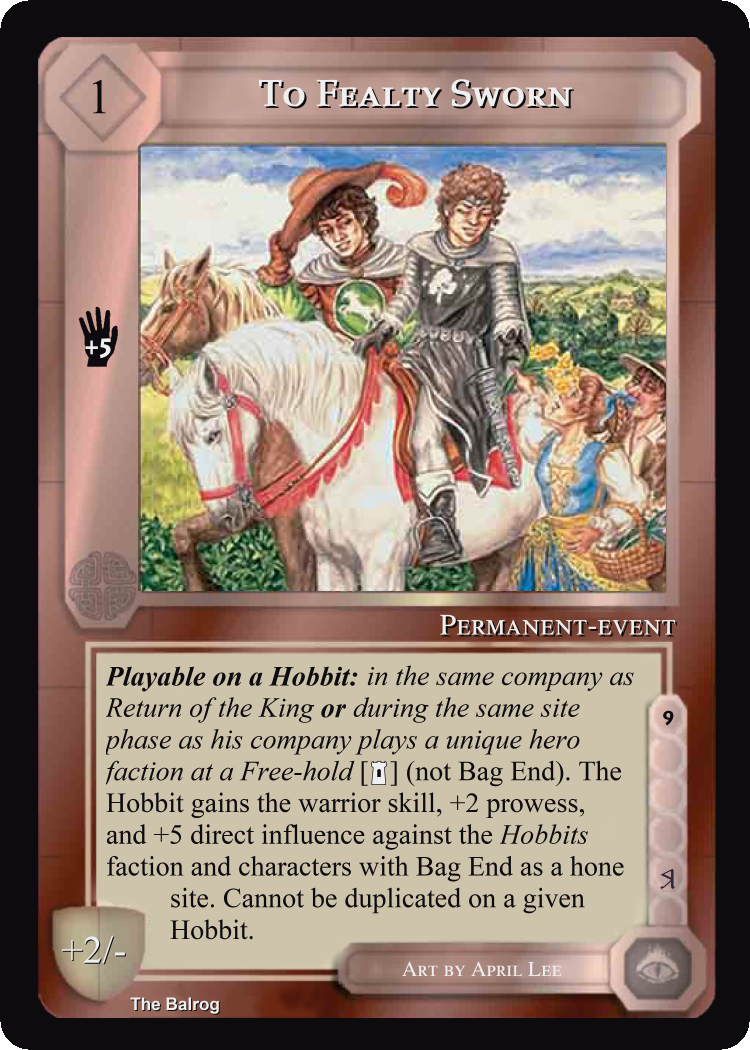 1
To Fealty Sworn
+5
Permanent-event
Playable on a Hobbit: in the same company as
Return of the King or during the same site
phase as his company plays a unique hero
faction at a Free-hold [ ] (not Bag End). The
Hobbit gains the warrior skill, +2 prowess,
and +5 direct influence against the Hobbits
faction and characters with Bag End as a hone
site. Cannot be duplicated on a given
Hobbit.
9
+2/-
Art by April Lee
The Balrog